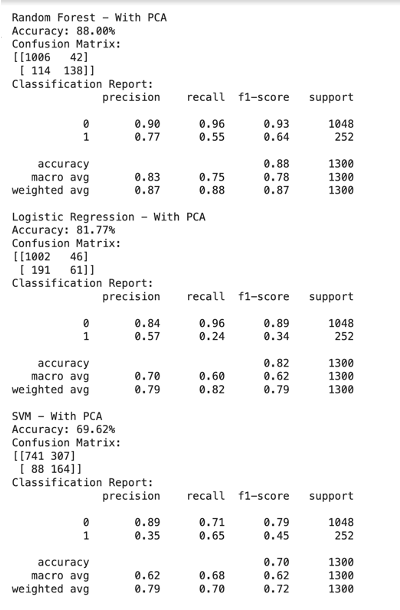 Random Forest - With PCA
Accuracy: 88.00%
Confusion Matrix:
[[1006   42]
 [ 114  138]]
Classification Report:
              precision    recall  f1-score   support

           0       0.90      0.96      0.93      1048
           1       0.77      0.55      0.64       252

    accuracy                           0.88      1300
   macro avg       0.83      0.75      0.78      1300
weighted avg       0.87      0.88      0.87      1300

Logistic Regression - With PCA
Accuracy: 81.77%
Confusion Matrix:
[[1002   46]
 [ 191   61]]
Classification Report:
              precision    recall  f1-score   support

           0       0.84      0.96      0.89      1048
           1       0.57      0.24      0.34       252

    accuracy                           0.82      1300
   macro avg       0.70      0.60      0.62      1300
weighted avg       0.79      0.82      0.79      1300

SVM - With PCA
Accuracy: 69.62%
Confusion Matrix:
[[741 307]
 [ 88 164]]
Classification Report:
              precision    recall  f1-score   support

           0       0.89      0.71      0.79      1048
           1       0.35      0.65      0.45       252

    accuracy                           0.70      1300
   macro avg       0.62      0.68      0.62      1300
weighted avg       0.79      0.70      0.72      1300